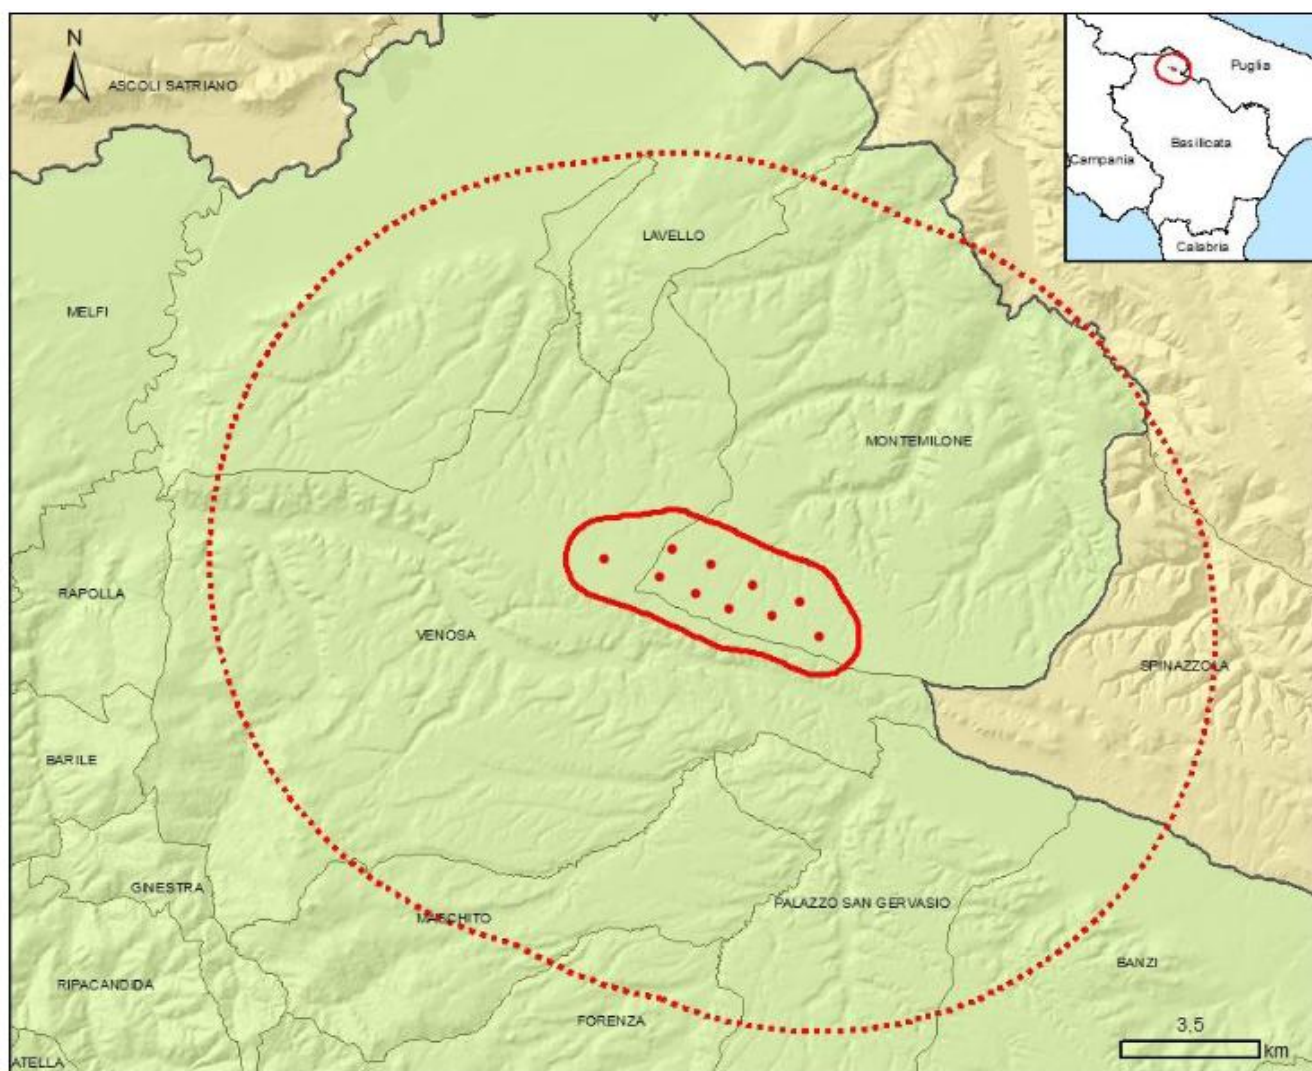 N
ASCOLI SATRIANO
Puglia
Basilicata
Campania
Calabria
LAVELLO
MELFI
MONTEMILONE
RAPOLLA
VENOSA
SPINAZZOLA
BARILE
GINESTRA
MASCHITO
PALAZZO SAN GERVASIO
BANZI
RIPACANDIDA
FORENZA
3,5
km
ATELLA